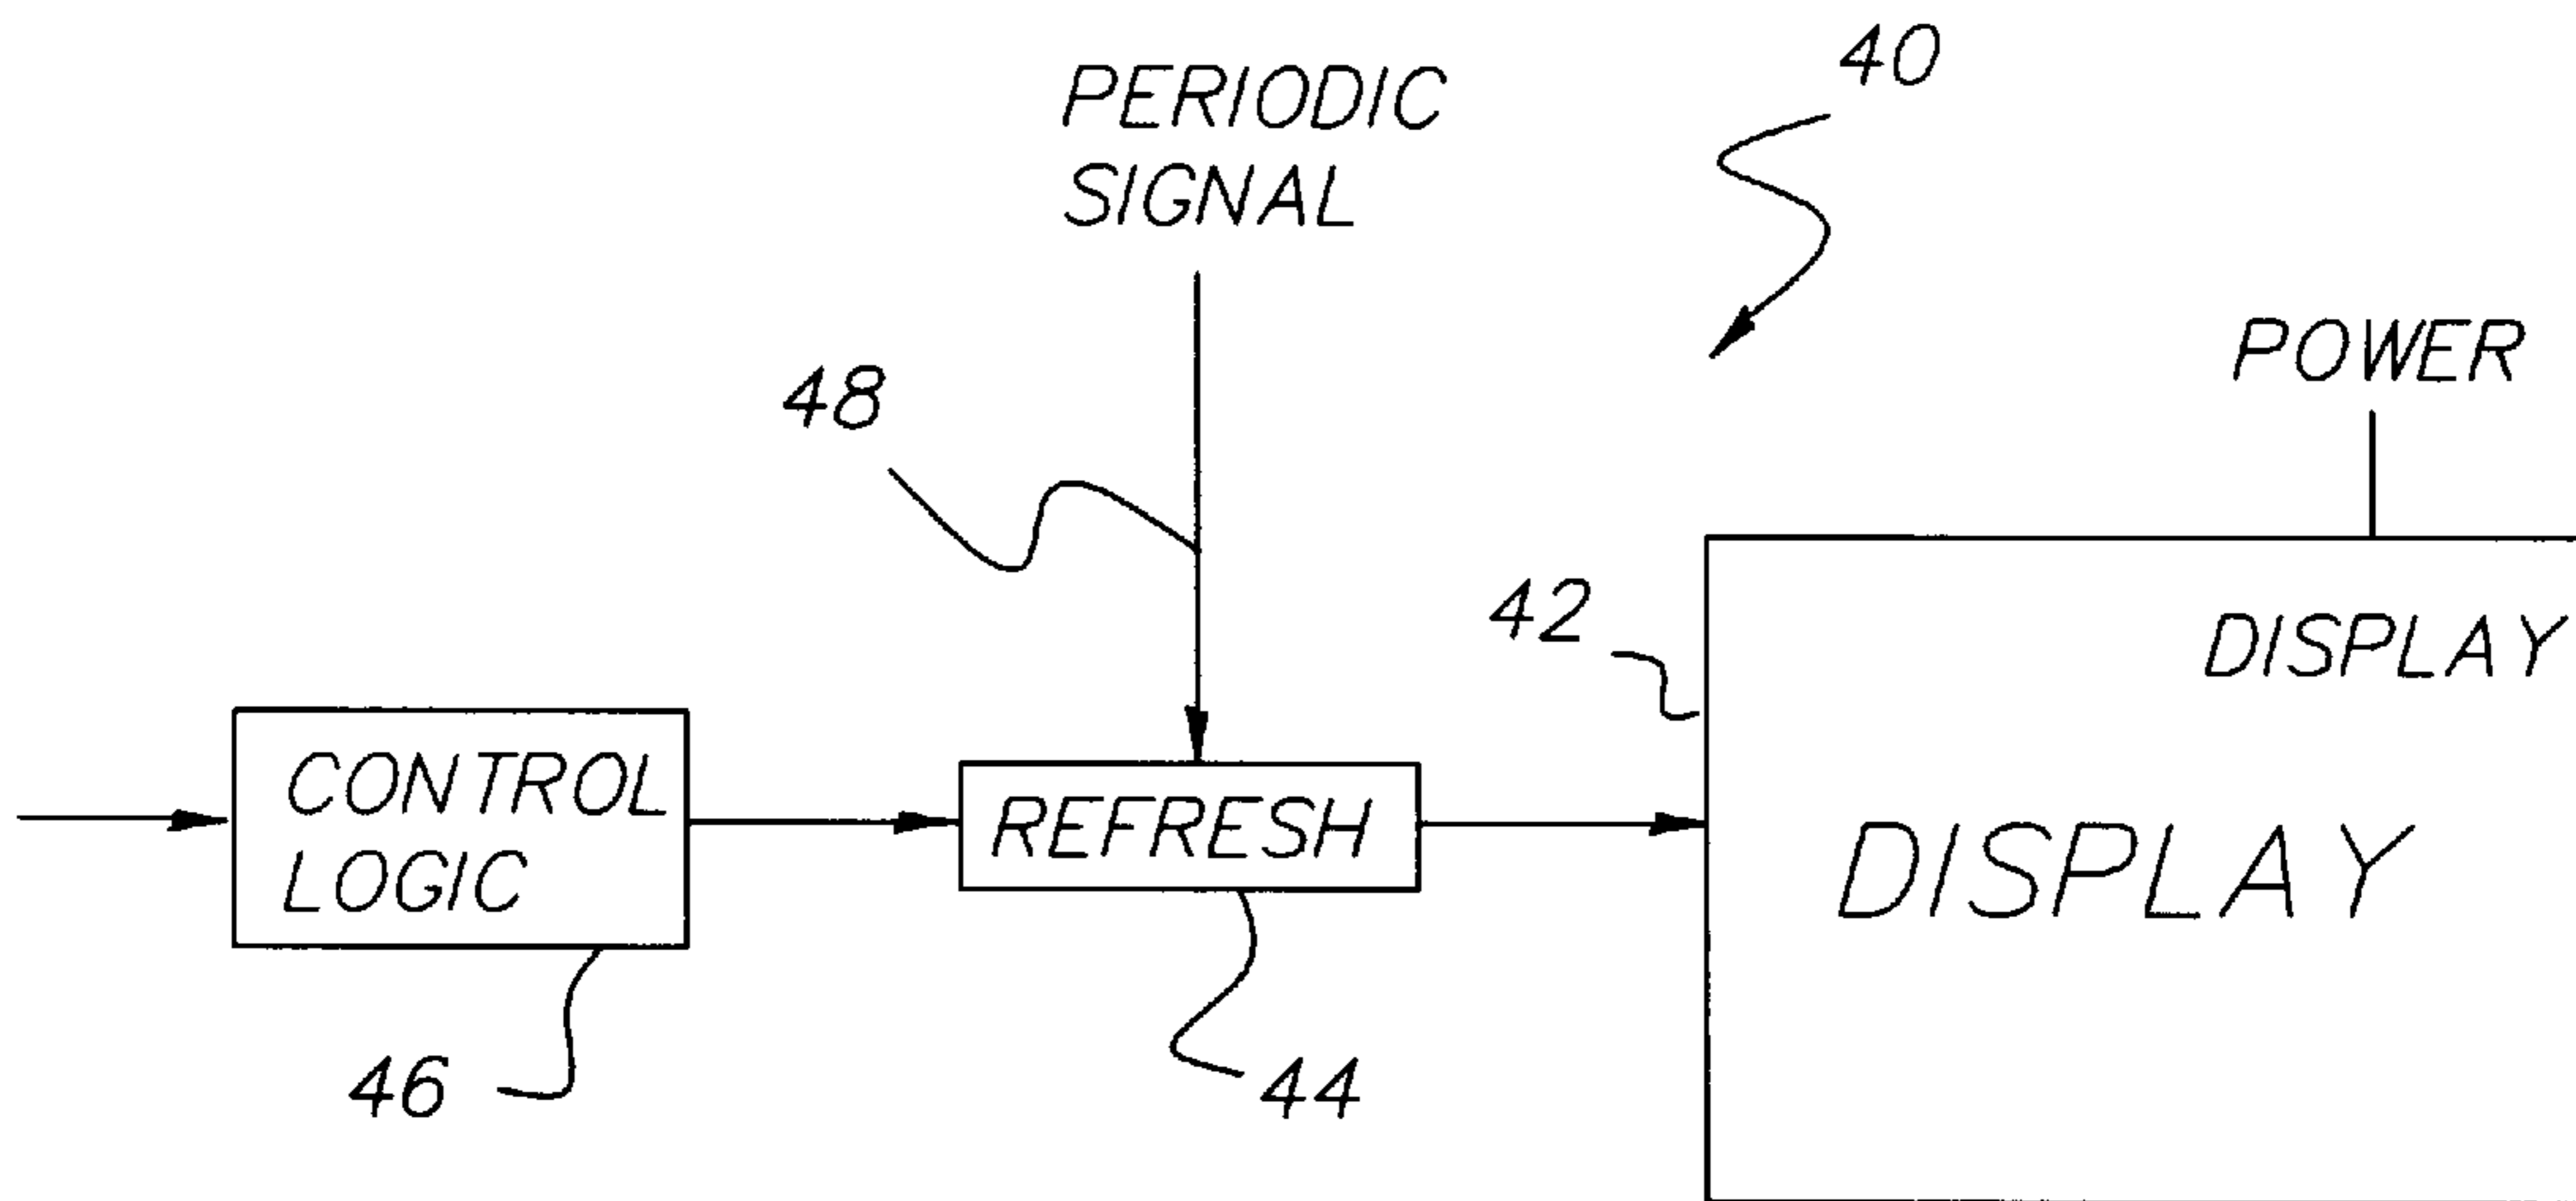 40
PERIODIC
SIGNAL
POWER
48
42
DISPLAY
CONTROL
LOGIC
REFRESH
DISPLAY
46
44